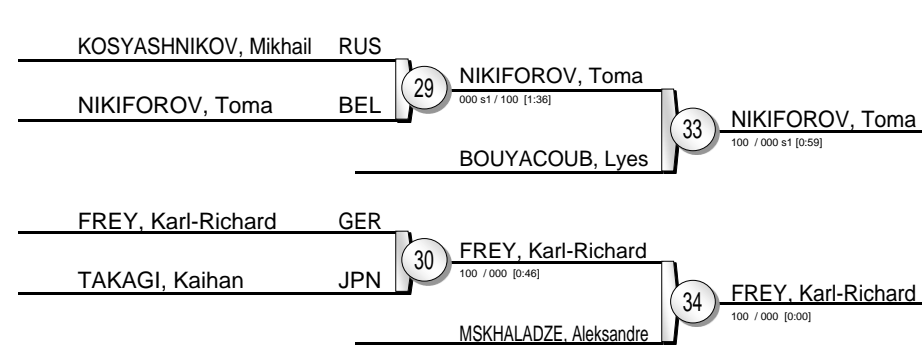 KOSYASHNIKOV, Mikhail RUS
29
NIKIFOROV, Toma
000 s1 / 100 [1:36]
NIKIFOROV, Toma BEL
33
NIKIFOROV, Toma
100 / 000 s1 [0:59]
BOUYACOUB, Lyes
FREY, Karl-Richard GER
30
FREY, Karl-Richard
100 / 000 [0:46]
TAKAGI, Kaihan JPN
34
FREY, Karl-Richard
100 / 000 [0:00]
MSKHALADZE, Aleksandre